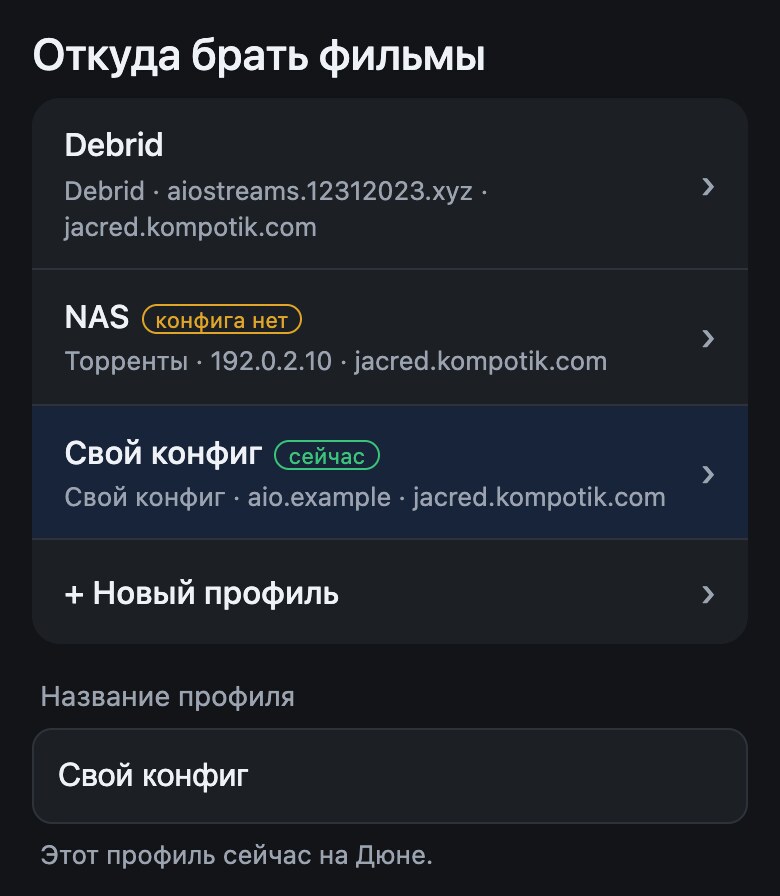 Откуда брать фильмы
Debrid
Debrid · aiostreams.12312023.xyz ·
jacred.kompotik.com
NAS конфига нет
Торренты · 192.0.2.10 · jacred.kompotik.com
Свой конфиг сейчас
Свой конфиг · aio.example · jacred.kompotik.com
+ Новый профиль
Название профиля
Свой конфиг
Этот профиль сейчас на Дюне.